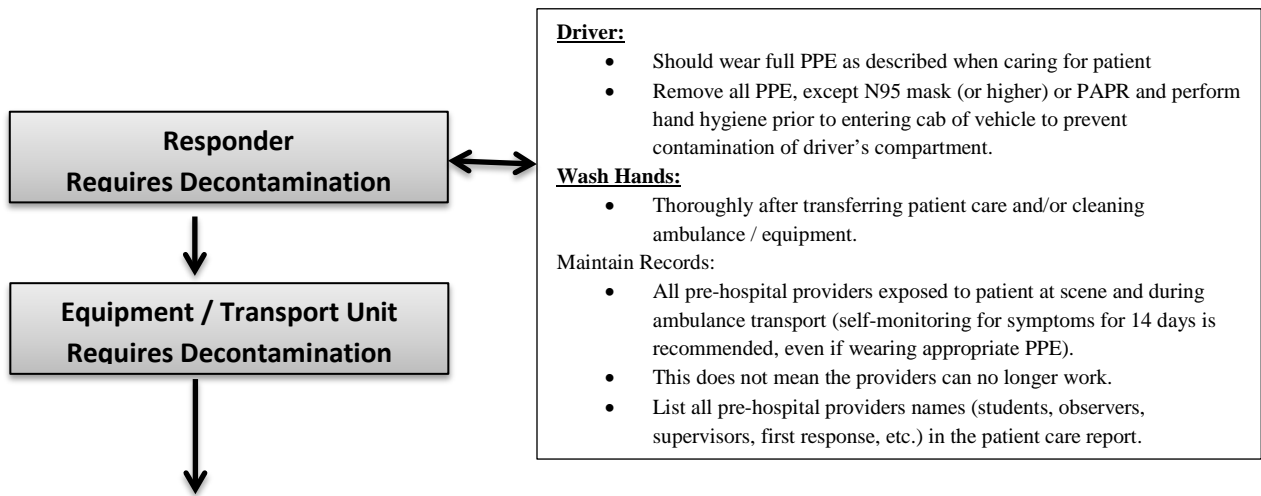 Responder
Requires Decontamination
Equipment / Transport Unit
Requires Decontamination
Driver:
• Should wear full PPE as described when caring for patient
• Remove all PPE, except N95 mask (or higher) or PAPR and perform
hand hygiene prior to entering cab of vehicle to prevent
contamination of driver’s compartment.
Wash Hands:
• Thoroughly after transferring patient care and/or cleaning
ambulance / equipment.
Maintain Records:
• All pre-hospital providers exposed to patient at scene and during
ambulance transport (self-monitoring for symptoms for 14 days is
recommended, even if wearing appropriate PPE).
• This does not mean the providers can no longer work.
• List all pre-hospital providers names (students, observers,
supervisors, first response, etc.) in the patient care report.